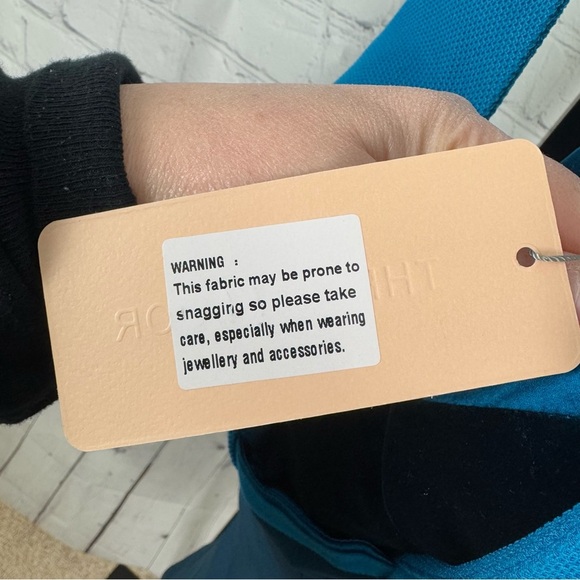 WARNING :
This fabric may be prone to
snagging so please take
care, especially when wearing
jewellery and accessories.